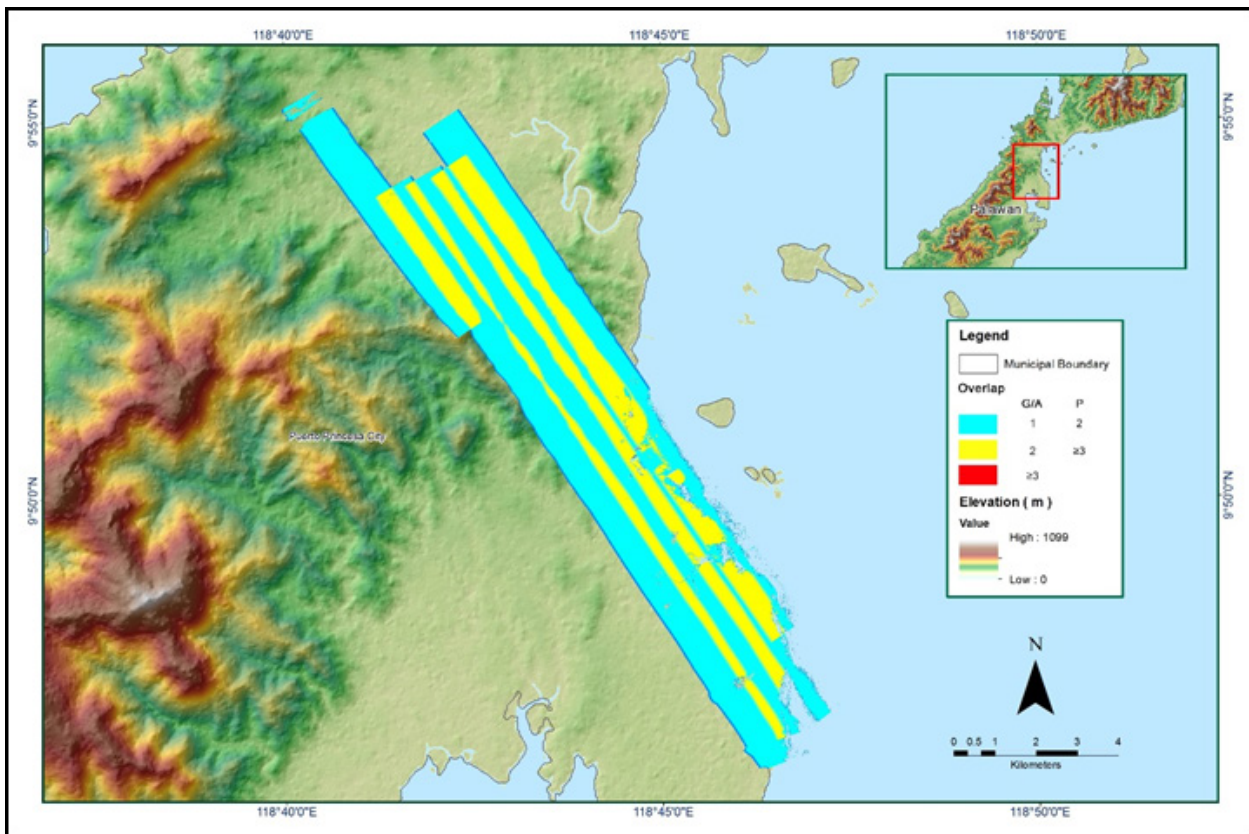 118°40'0"E 118°45'0"E 118°50'0"E
9°55'0"N 9°55'0"N
Palawan
Legend
Municipal Boundary
Overlap
G/A P
1 2
2 ≥3
≥3
Elevation ( m )
Value
High : 1099
Low : 0
Puerto Princesa City
9°50'0"N 9°50'0"N
N
0 0.5 1 2 3 4
Kilometers
118°40'0"E 118°45'0"E 118°50'0"E